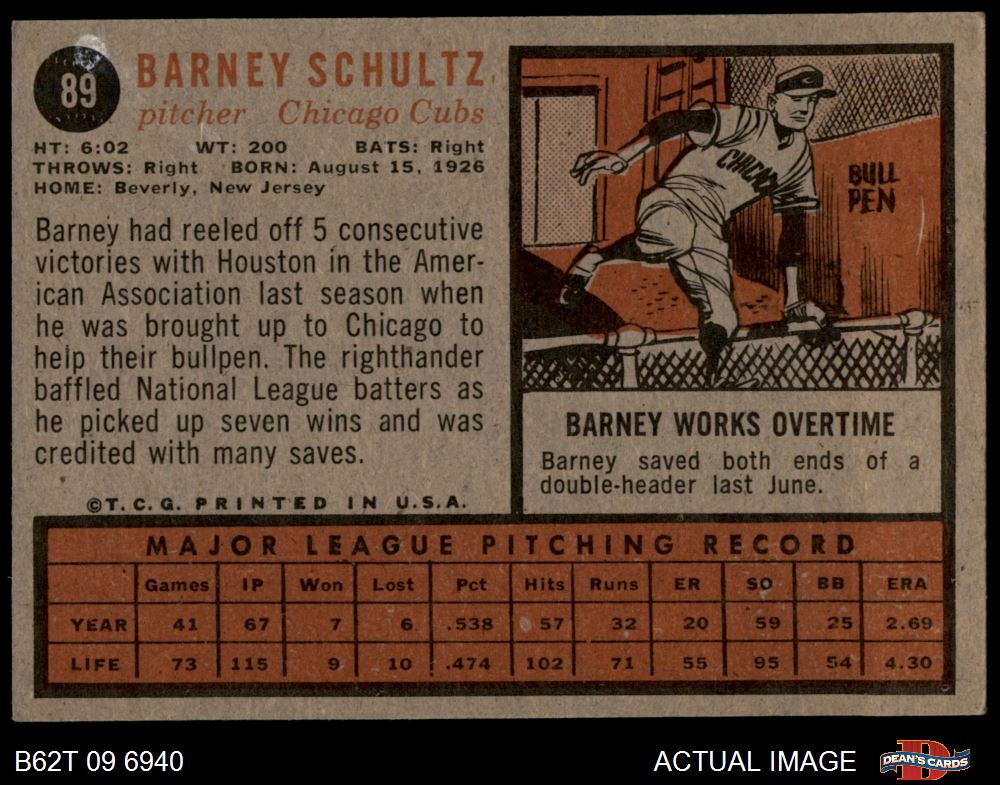 89
BARNEY SCHULTZ
pitcher Chicago Cubs
HT: 6:02 WT: 200 BATS: Right
THROWS: Right BORN: August 15, 1926
HOME: Beverly, New Jersey
Barney had reeled off 5 consecutive
victories with Houston in the Amer-
ican Association last season when
he was brought up to Chicago to
help their bullpen. The righthander
baffled National League batters as
he picked up seven wins and was
credited with many saves.
©T.C.G. PRINTED IN U.S.A.
CHICAGO
BULL
PEN
BARNEY WORKS OVERTIME
Barney saved both ends of a
double-header last June.
MAJOR LEAGUE PITCHING RECORD
Games IP Won Lost Pct Hits Runs ER SO BB ERA
YEAR 41 67 7 6 .538 57 32 20 59 25 2.69
LIFE 73 115 9 10 .474 102 71 55 95 54 4.30
B62T 09 6940 ACTUAL IMAGE
DEAN'S CARDS